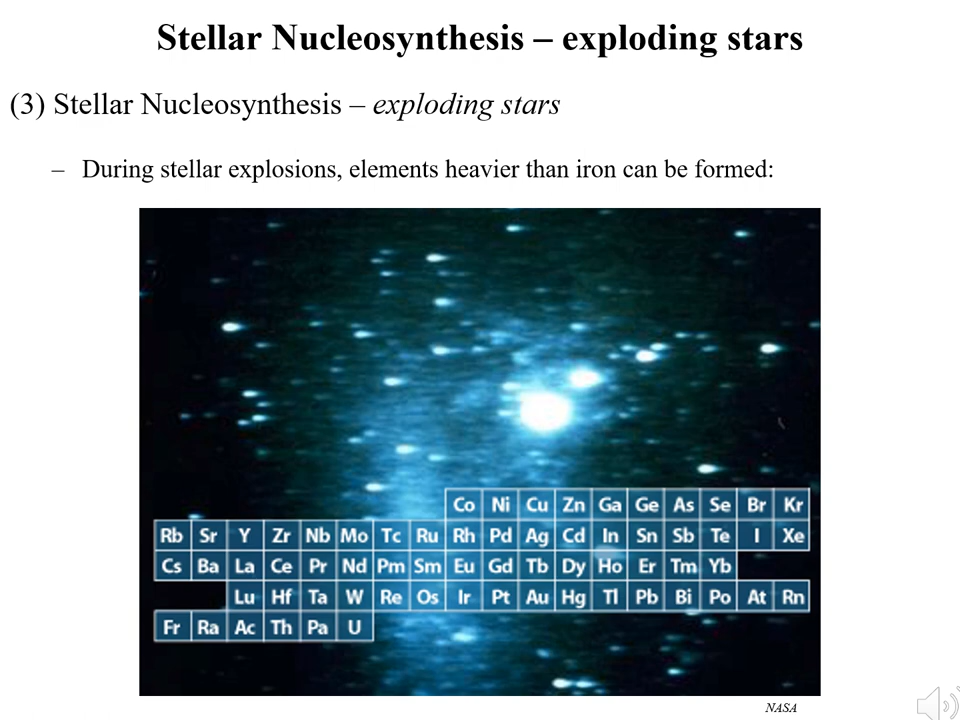 Stellar Nucleosynthesis – exploding stars
(3) Stellar Nucleosynthesis – exploding stars
– During stellar explosions, elements heavier than iron can be formed:
Co Ni Cu Zn Ga Ge As Se Br Kr
Rb Sr Y Zr Nb Mo Tc Ru Rh Pd Ag Cd In Sn Sb Te I Xe
Cs Ba La Ce Pr Nd Pm Sm Eu Gd Tb Dy Ho Er Tm Yb
Lu Hf Ta W Re Os Ir Pt Au Hg Tl Pb Bi Po At Rn
Fr Ra Ac Th Pa U
NASA